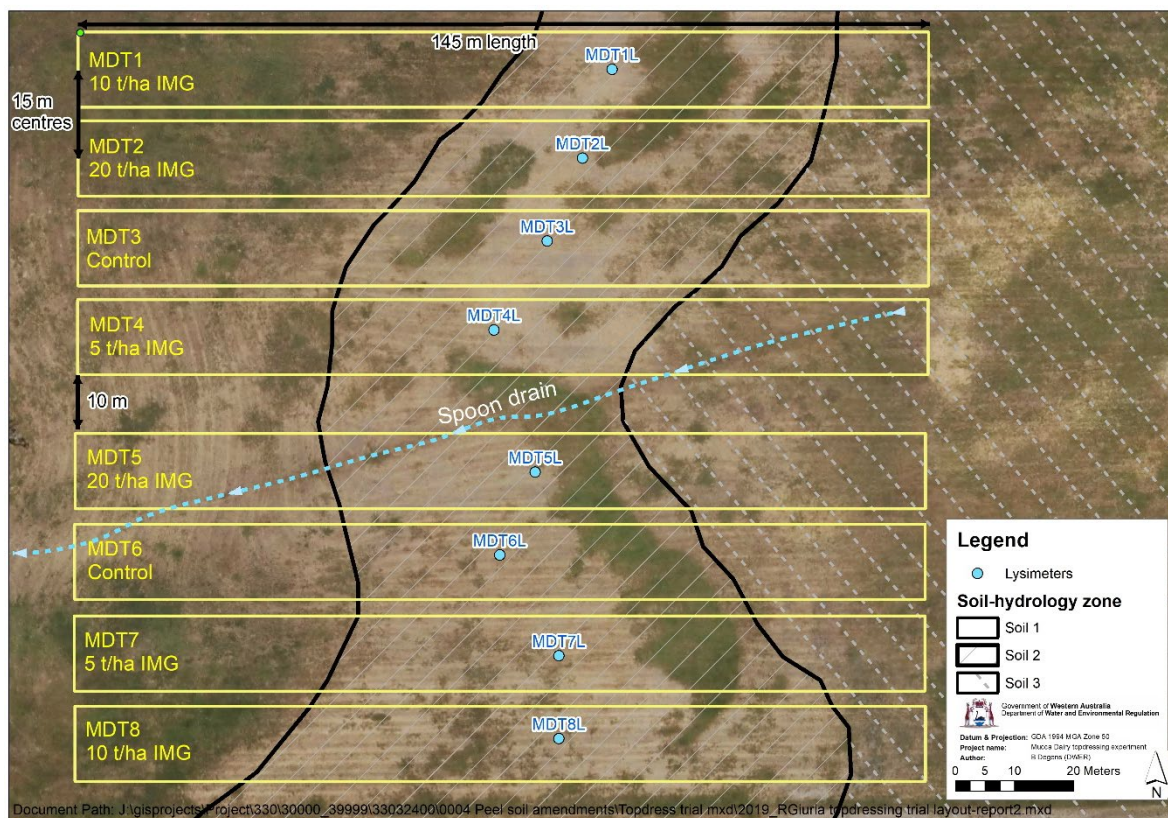 145 m length
MDT1
10 t/ha IMG
MDT1L
15 m
centres
MDT2
20 t/ha IMG
MDT2L
MDT3
Control
MDT3L
MDT4
5 t/ha IMG
MDT4L
10 m
Spoon drain
MDT5
20 t/ha IMG
MDT5L
MDT6
Control
MDT6L
MDT7
5 t/ha IMG
MDT7L
MDT8
10 t/ha IMG
MDT8L
Legend
Lysimeters
Soil-hydrology zone
Soil 1
Soil 2
Soil 3
Government of Western Australia
Department of Water and Environmental Regulation
Datum & Projection: GDA 1994 MGA Zone 50
Project name: Mucca Dairy topdressing experiment
Author: B Degens (DWER)
0 5 10 20 Meters
N
Document Path: J:\gisprojects\Project\330\30000_39999\33032400\0004 Peel soil amendments\Topdress trial mxd\2019_RGiuria topdressing trial layout-report2.mxd